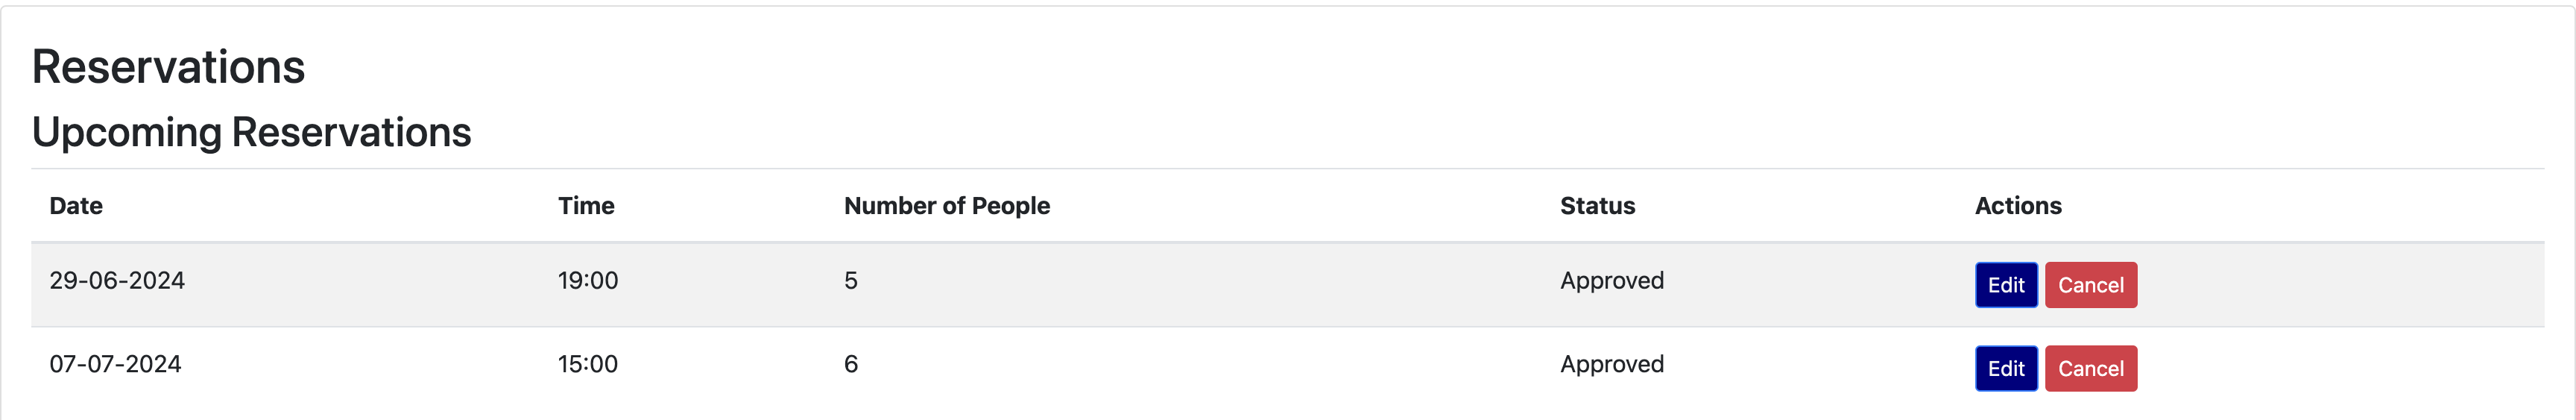 Reservations
Upcoming Reservations
Date Time Number of People Status Actions
29-06-2024 19:00 5 Approved Edit Cancel
07-07-2024 15:00 6 Approved Edit Cancel